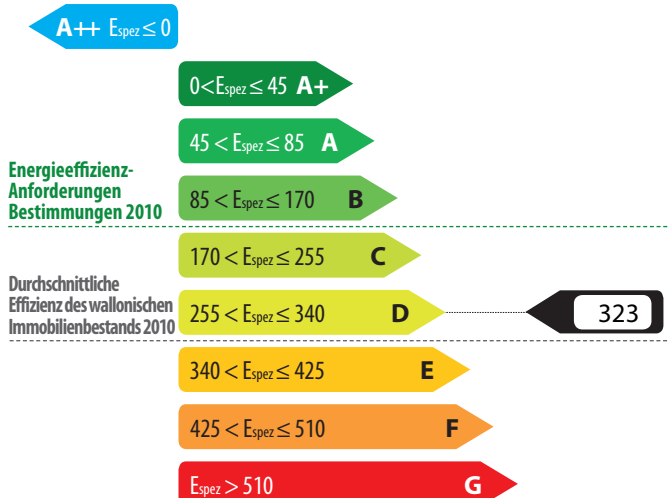 A++ Espez ≤ 0
0 < Espez ≤ 45 A+
45 < Espez ≤ 85 A
Energieeffizienz-
Anforderungen
Bestimmungen 2010
85 < Espez ≤ 170 B
170 < Espez ≤ 255 C
Durchschnittliche
Effizienz des wallonischen
Immobilienbestands 2010
255 < Espez ≤ 340 D
323
340 < Espez ≤ 425 E
425 < Espez ≤ 510 F
Espez > 510 G